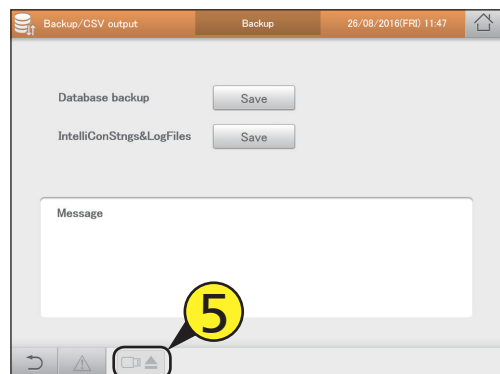 Backup/CSV output Backup 26/08/2016(FRI) 11:47
Database backup Save
IntelliConStngs&LogFiles Save
Message
5